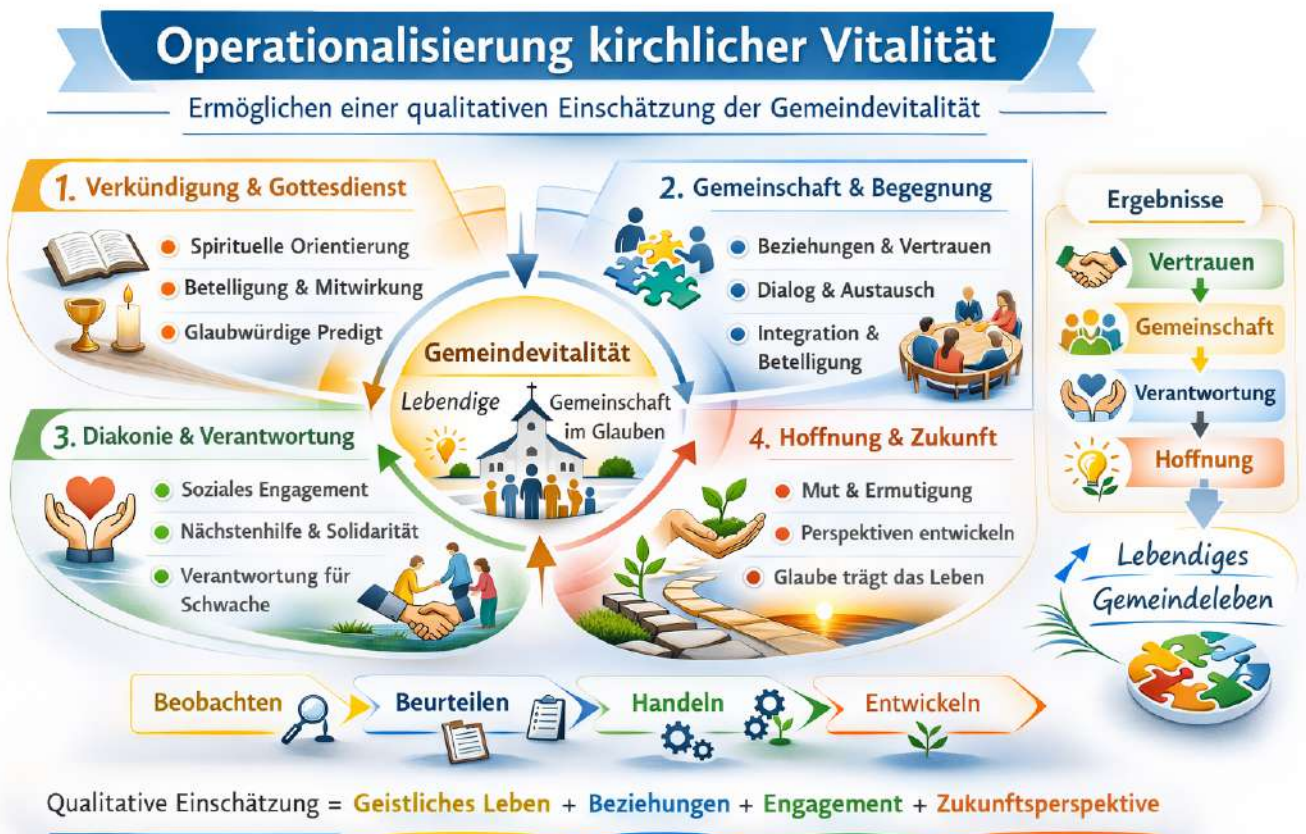 Operationalisierung kirchlicher Vitalität
Ermöglichen einer qualitativen Einschätzung der Gemeindevitalität
1. Verkündigung & Gottesdienst
Spirituelle Orientierung
Betelligung & Mitwirkung
Glaubwürdige Predigt
2. Gemeinschaft & Begegnung
Beziehungen & Vertrauen
Dialog & Austausch
Integration &
Betelligung
Gemeindevitalität
Lebendige Gemeinschaft
im Glauben
3. Diakonie & Verantwortung
Soziales Engagement
Nächstenhilfe & Solidarität
Verantwortung für
Schwache
4. Hoffnung & Zukunft
Mut & Ermutigung
Perspektiven entwickeln
Glaube trägt das Leben
Ergebnisse
Vertrauen
Gemeinschaft
Verantwortung
Hoffnung
Lebendiges
Gemeindeleben
Beobachten
Beurteilen
Handeln
Entwickeln
Qualitative Einschätzung = Geistliches Leben + Beziehungen + Engagement + Zukunftsperspektive